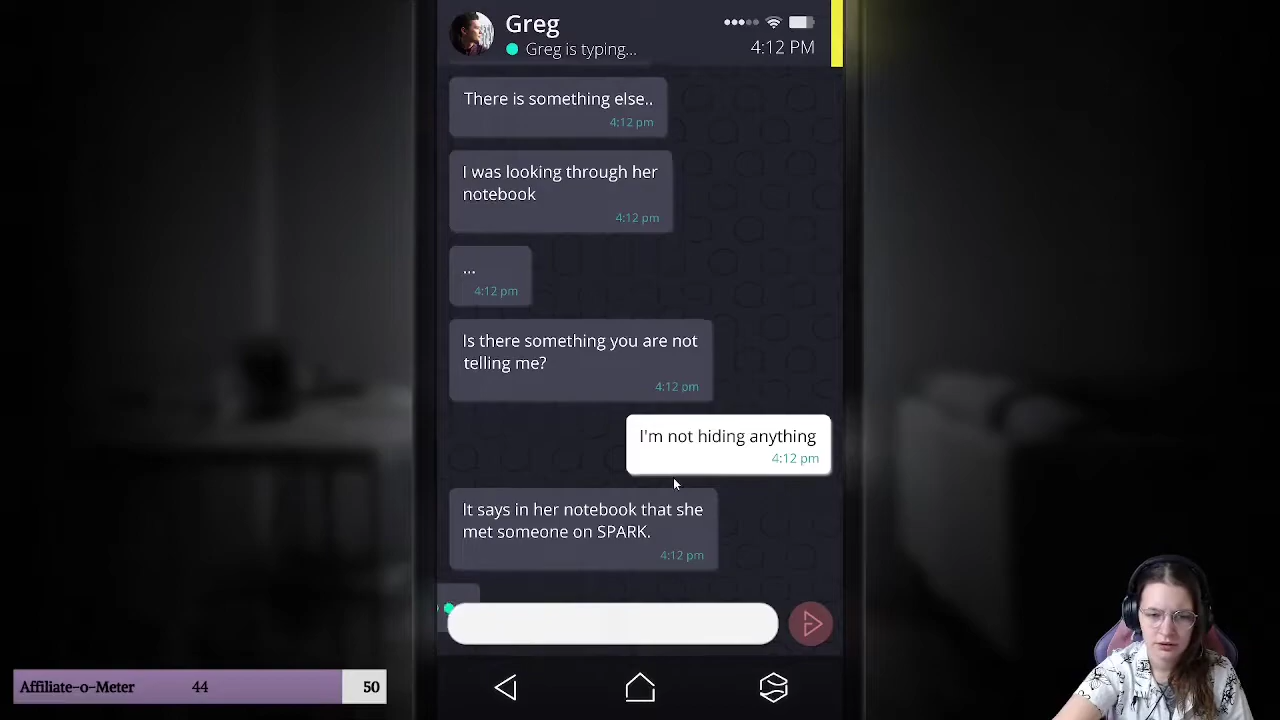 Greg
Greg is typing...
4:12 PM
There is something else..
4:12 pm
I was looking through her
notebook
4:12 pm
...
4:12 pm
Is there something you are not
telling me?
4:12 pm
I'm not hiding anything
4:12 pm
It says in her notebook that she
met someone on SPARK.
4:12 pm
Affiliate-o-Meter 44 50